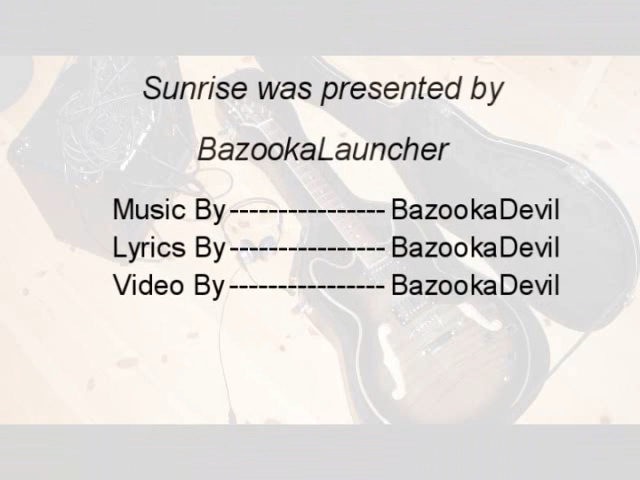 Sunrise was presented by
BazookaLauncher
Music By---------------- BazookaDevil
Lyrics By---------------- BazookaDevil
Video By---------------- BazookaDevil